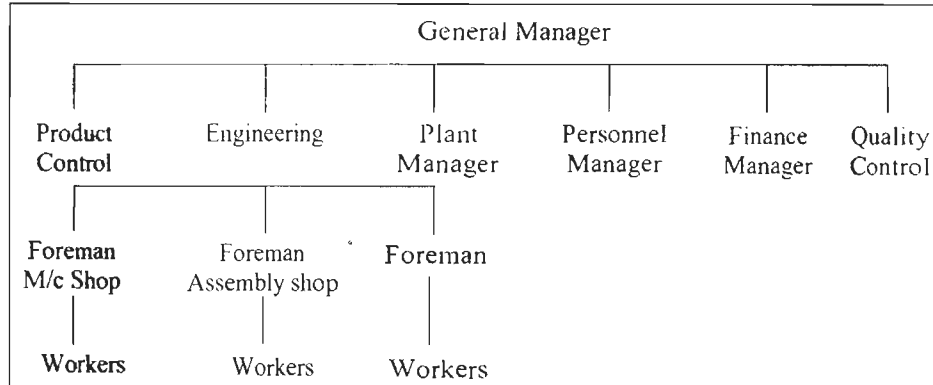 General Manager
Product Engineering Plant Personnel Finance Quality
Control Manager Manager Manager Control
Foreman Foreman Foreman
M/c Shop Assembly shop
Workers Workers Workers